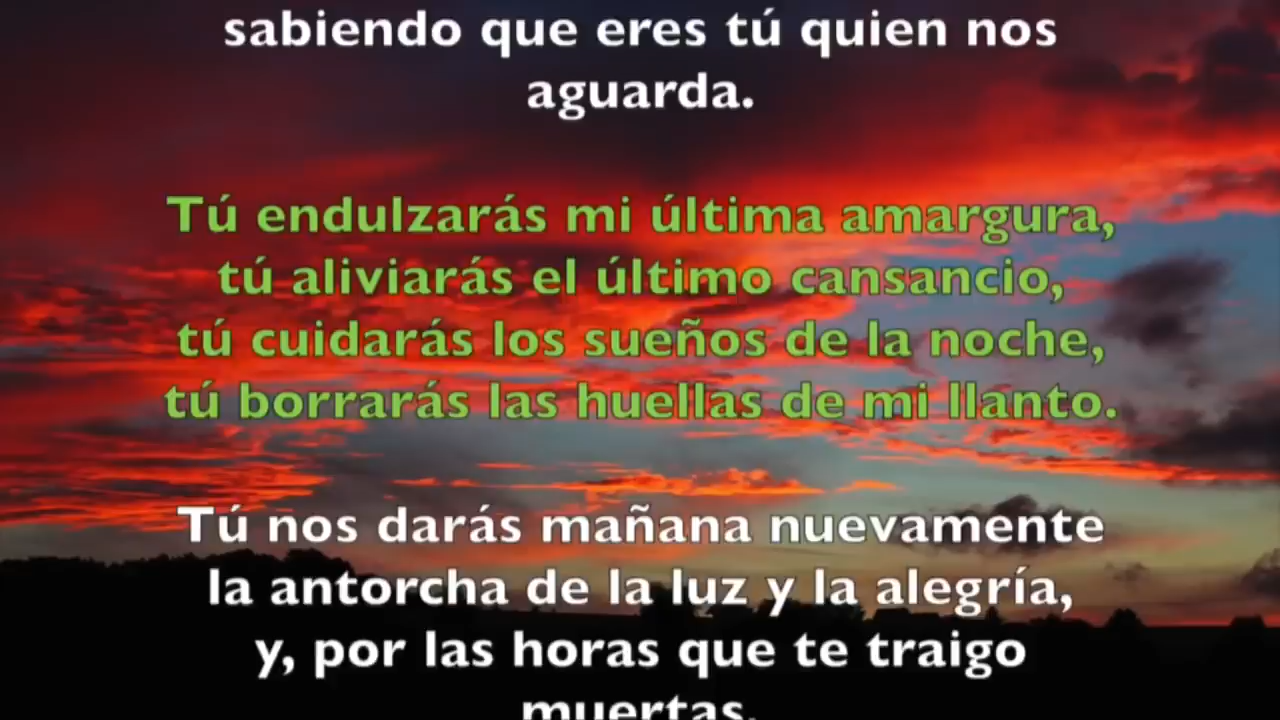 sabiendo que eres tú quien nos
aguarda.
Tú endulzarás mi última amargura,
tú aliviarás el último cansancio,
tú cuidarás los sueños de la noche,
tú borrarás las huellas de mi llanto.
Tú nos darás mañana nuevamente
la antorcha de la luz y la alegría,
y, por las horas que te traigo
muertas,